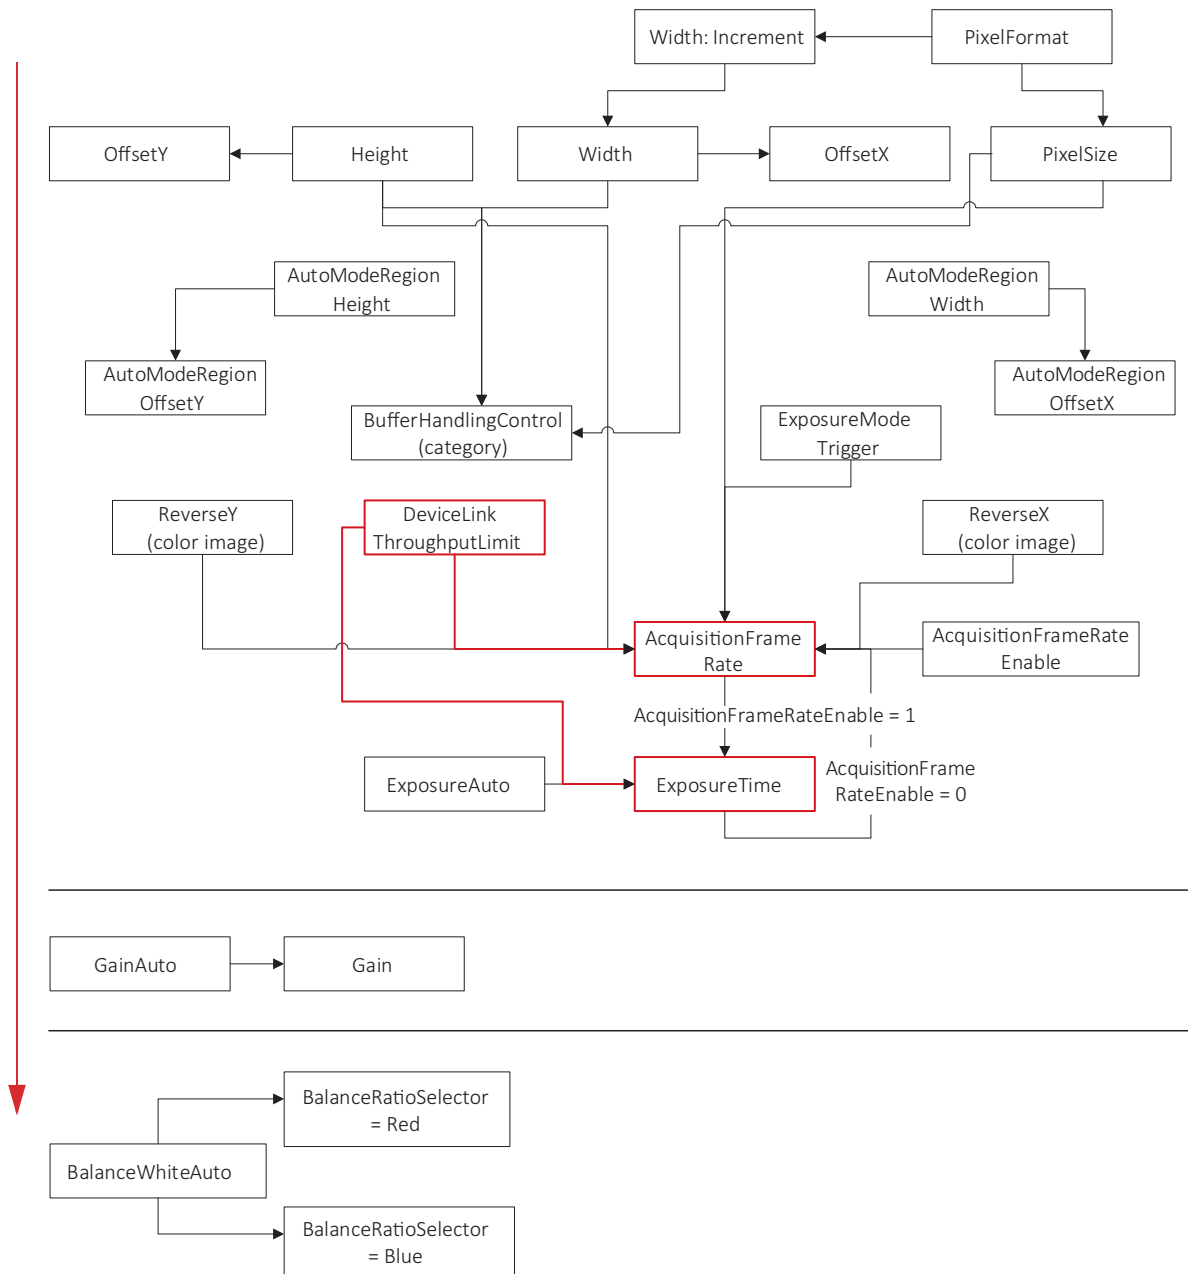 Width: Increment
PixelFormat
OffsetY
Height
Width
OffsetX
PixelSize
AutoModeRegion
Height
AutoModeRegion
Width
AutoModeRegion
OffsetY
AutoModeRegion
OffsetX
BufferHandlingControl
(category)
ExposureMode
Trigger
ReverseY
(color image)
DeviceLink
ThroughputLimit
ReverseX
(color image)
AcquisitionFrame
Rate
AcquisitionFrameRate
Enable
AcquisitionFrameRateEnable = 1
ExposureAuto
ExposureTime
AcquisitionFrame
RateEnable = 0
GainAuto
Gain
BalanceRatioSelector
= Red
BalanceWhiteAuto
BalanceRatioSelector
= Blue